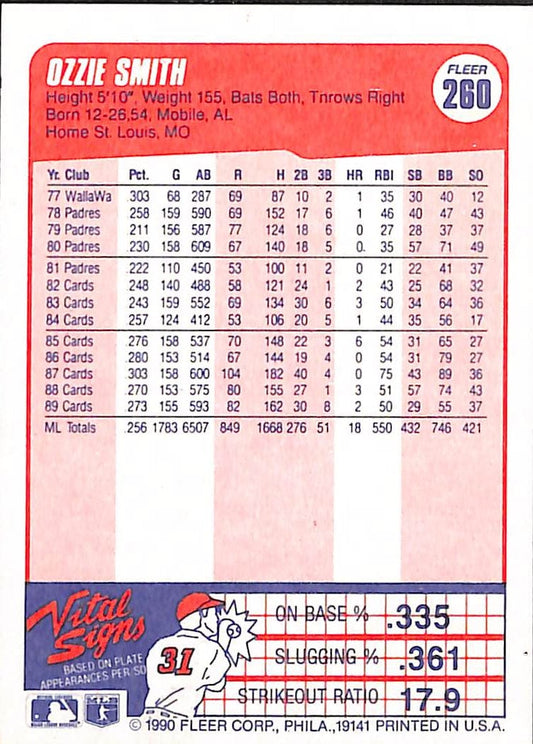 OZZIE SMITH
FLEER
260
Height 5'10", Weight 155, Bats Both, Throws Right
Born 12-26,54, Mobile, AL
Home St. Louis, MO
Yr. Club Pct. G AB R H 2B 3B HR RBI SB BB SO
77 WallaWa .303 68 287 69 87 10 2 1 35 30 40 12
78 Padres .258 159 590 69 152 17 6 1 46 40 47 43
79 Padres .211 156 587 77 124 18 6 0 27 28 37 37
80 Padres .230 158 609 67 140 18 5 0. 35 57 71 49
81 Padres .222 110 450 53 100 11 2 0 21 22 41 37
82 Cards .248 140 488 58 121 24 1 2 43 25 68 32
83 Cards .243 159 552 69 134 30 6 3 50 34 64 36
84 Cards .257 124 412 53 106 20 5 1 44 35 56 17
85 Cards .276 158 537 70 148 22 3 6 54 31 65 27
86 Cards .280 153 514 67 144 19 4 0 54 31 79 27
87 Cards .303 158 600 104 182 40 4 0 75 43 89 36
88 Cards .270 153 575 80 155 27 1 3 51 57 74 43
89 Cards .273 155 593 82 162 30 8 2 50 29 55 37
ML Totals .256 1783 6507 849 1668 276 51 18 550 432 746 421
Vital
Signs
BASED ON PLATE
APPEARANCES PER SO
31
ON BASE % .335
SLUGGING % .361
STRIKEOUT RATIO 17.9
MLB
© 1990 FLEER CORP., PHILA.,19141 PRINTED IN U.S.A.